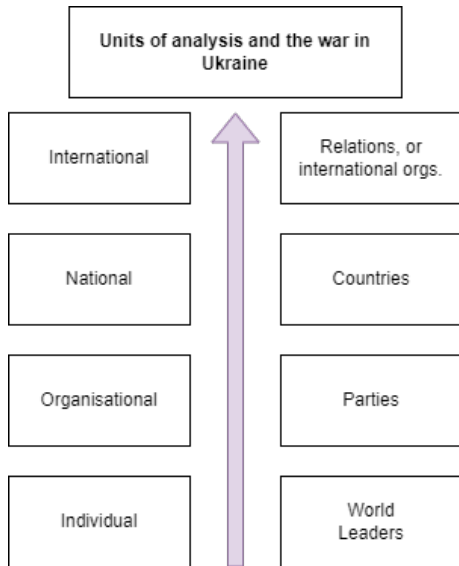 Units of analysis and the war in
Ukraine
International
Relations, or
international orgs.
National
Countries
Organisational
Parties
Individual
World
Leaders